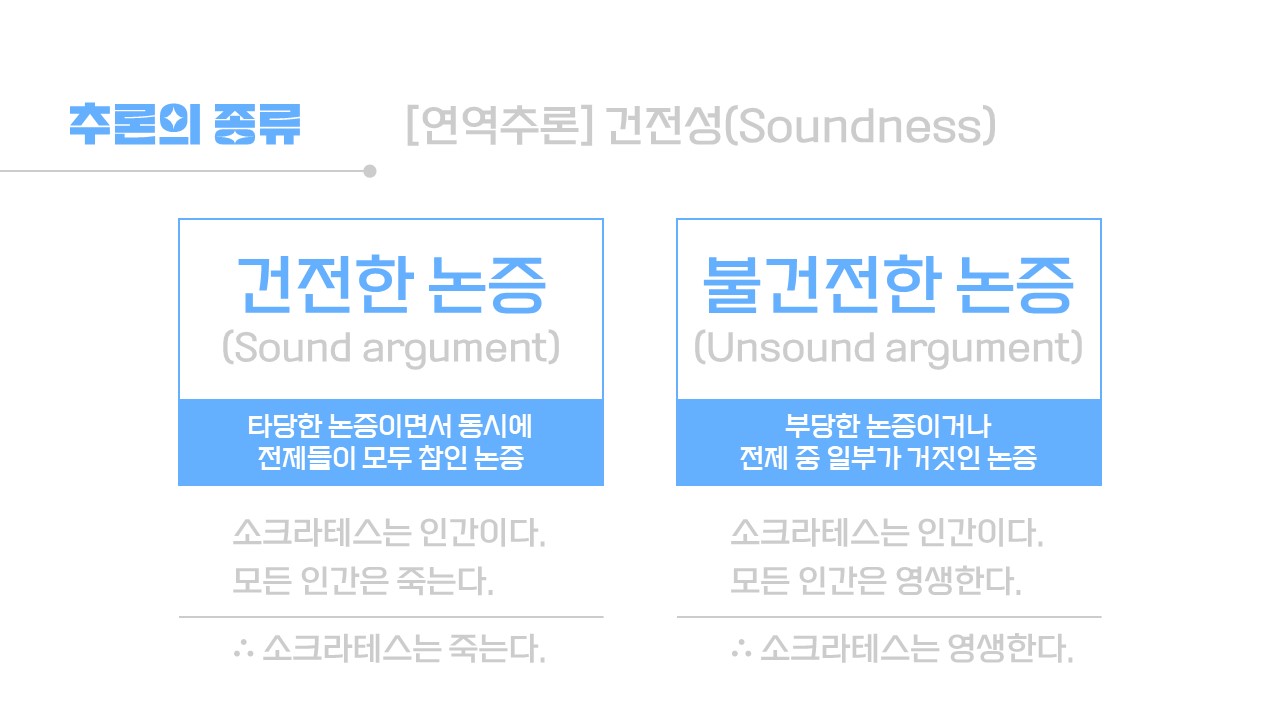 추론의 종류
[연역추론] 건전성(Soundness)
건전한 논증
(Sound argument)
타당한 논증이면서 동시에
전제들이 모두 참인 논증
소크라테스는 인간이다.
모든 인간은 죽는다.
∴ 소크라테스는 죽는다.
불건전한 논증
(Unsound argument)
부당한 논증이거나
전제 중 일부가 거짓인 논증
소크라테스는 인간이다.
모든 인간은 영생한다.
∴ 소크라테스는 영생한다.